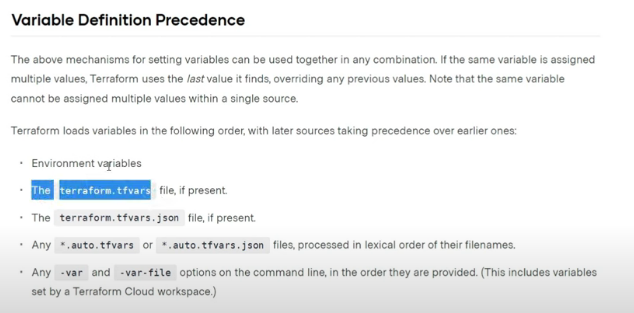 Variable Definition Precedence
The above mechanisms for setting variables can be used together in any combination. If the same variable is assigned
multiple values, Terraform uses the last value it finds, overriding any previous values. Note that the same variable
cannot be assigned multiple values within a single source.
Terraform loads variables in the following order, with later sources taking precedence over earlier ones:
• Environment variables
• The terraform.tfvars file, if present.
• The terraform.tfvars.json file, if present.
• Any *.auto.tfvars or *.auto.tfvars.json files, processed in lexical order of their filenames.
• Any -var and -var-file options on the command line, in the order they are provided. (This includes variables
set by a Terraform Cloud workspace.)